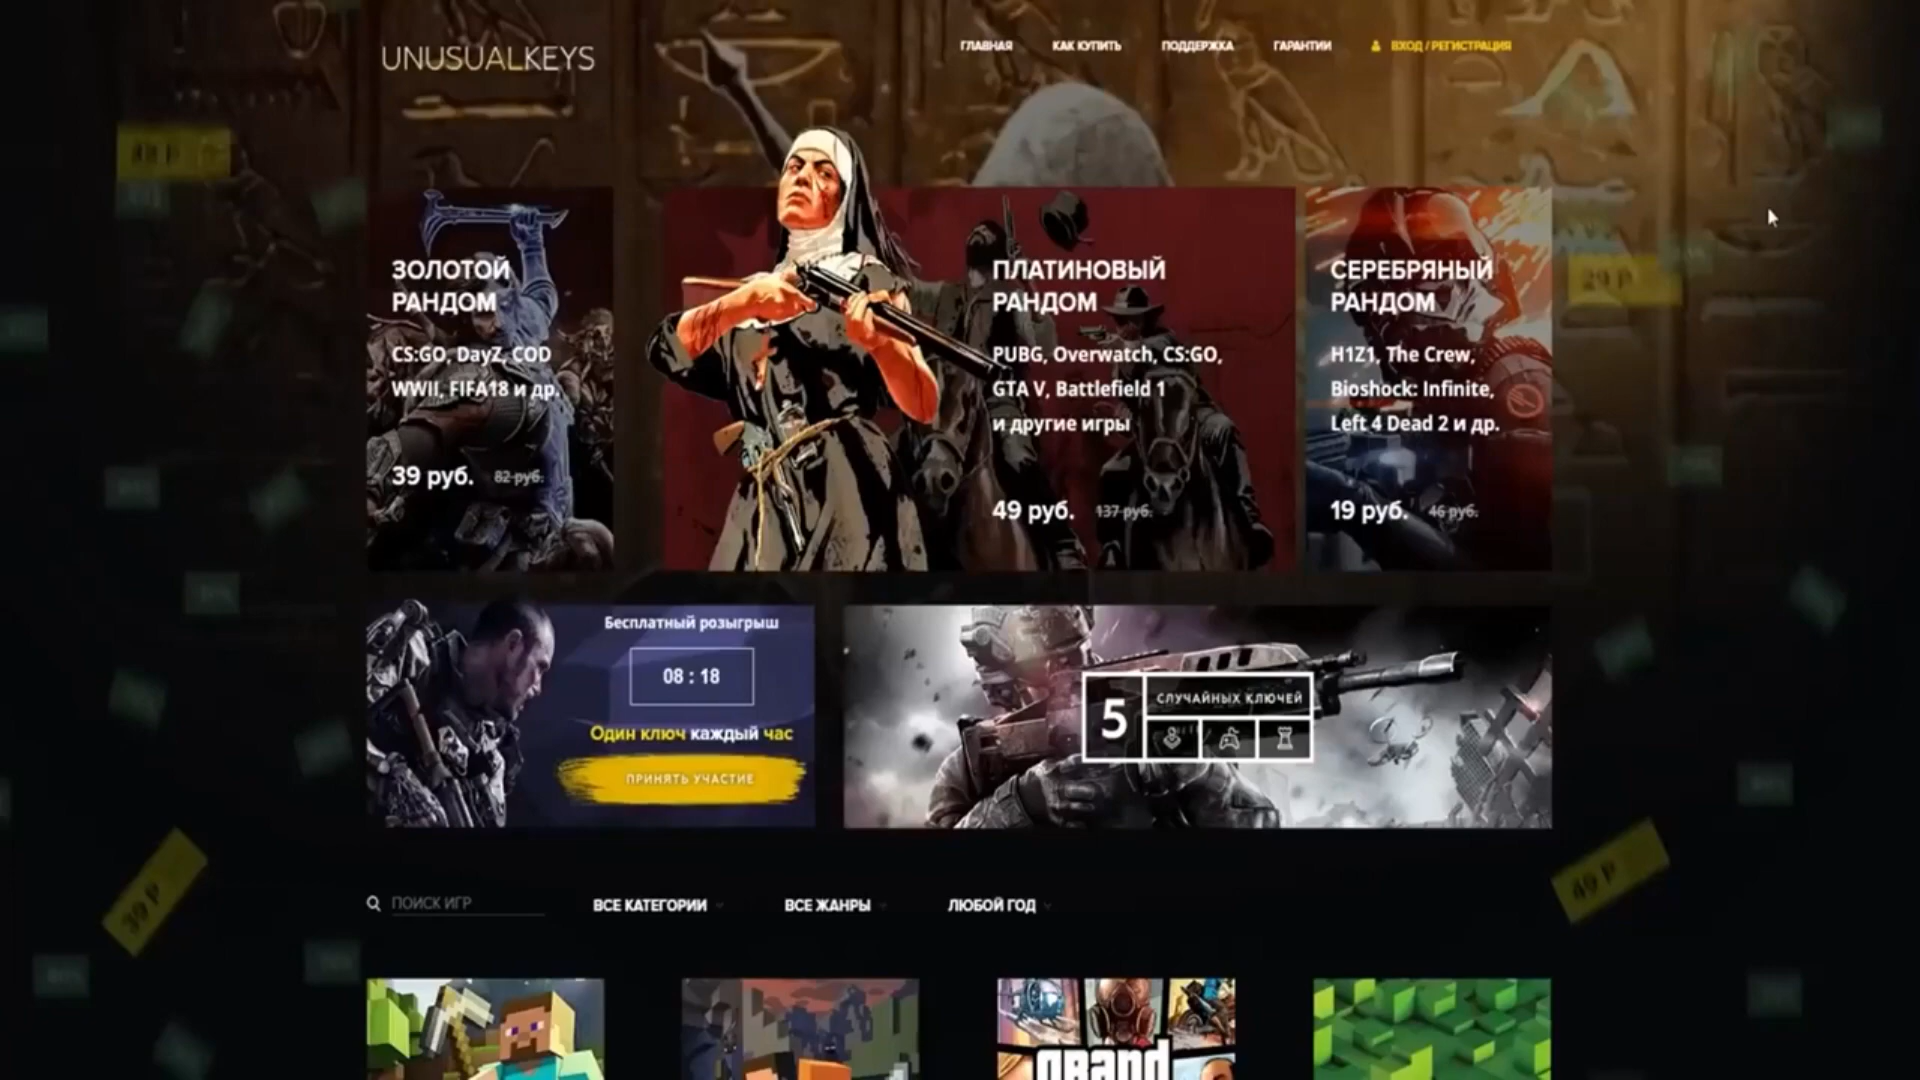 UNUSUALKEYS
ГЛАВНАЯ
КАК КУПИТЬ
ПОДДЕРЖКА
ГАРАНТИИ
ВХОД / РЕГИСТРАЦИЯ
ЗОЛОТОЙ
РАНДОМ
CS:GO, DayZ, COD
WWII, FIFA18 и др.
39 руб. 82 руб.
ПЛАТИНОВЫЙ
РАНДОМ
PUBG, Overwatch, CS:GO,
GTA V, Battlefield 1
и другие игры
49 руб. 137 руб.
СЕРЕБРЯНЫЙ
РАНДОМ
H1Z1, The Crew,
Bioshock: Infinite,
Left 4 Dead 2 и др.
19 руб. 46 руб.
29 Р
Бесплатный розыгрыш
08 : 18
Один ключ каждый час
ПРИНЯТЬ УЧАСТИЕ
5
СЛУЧАЙНЫХ КЛЮЧЕЙ
39 Р
49 Р
ПОИСК ИГР
ВСЕ КАТЕГОРИИ
ВСЕ ЖАНРЫ
ЛЮБОЙ ГОД
grand